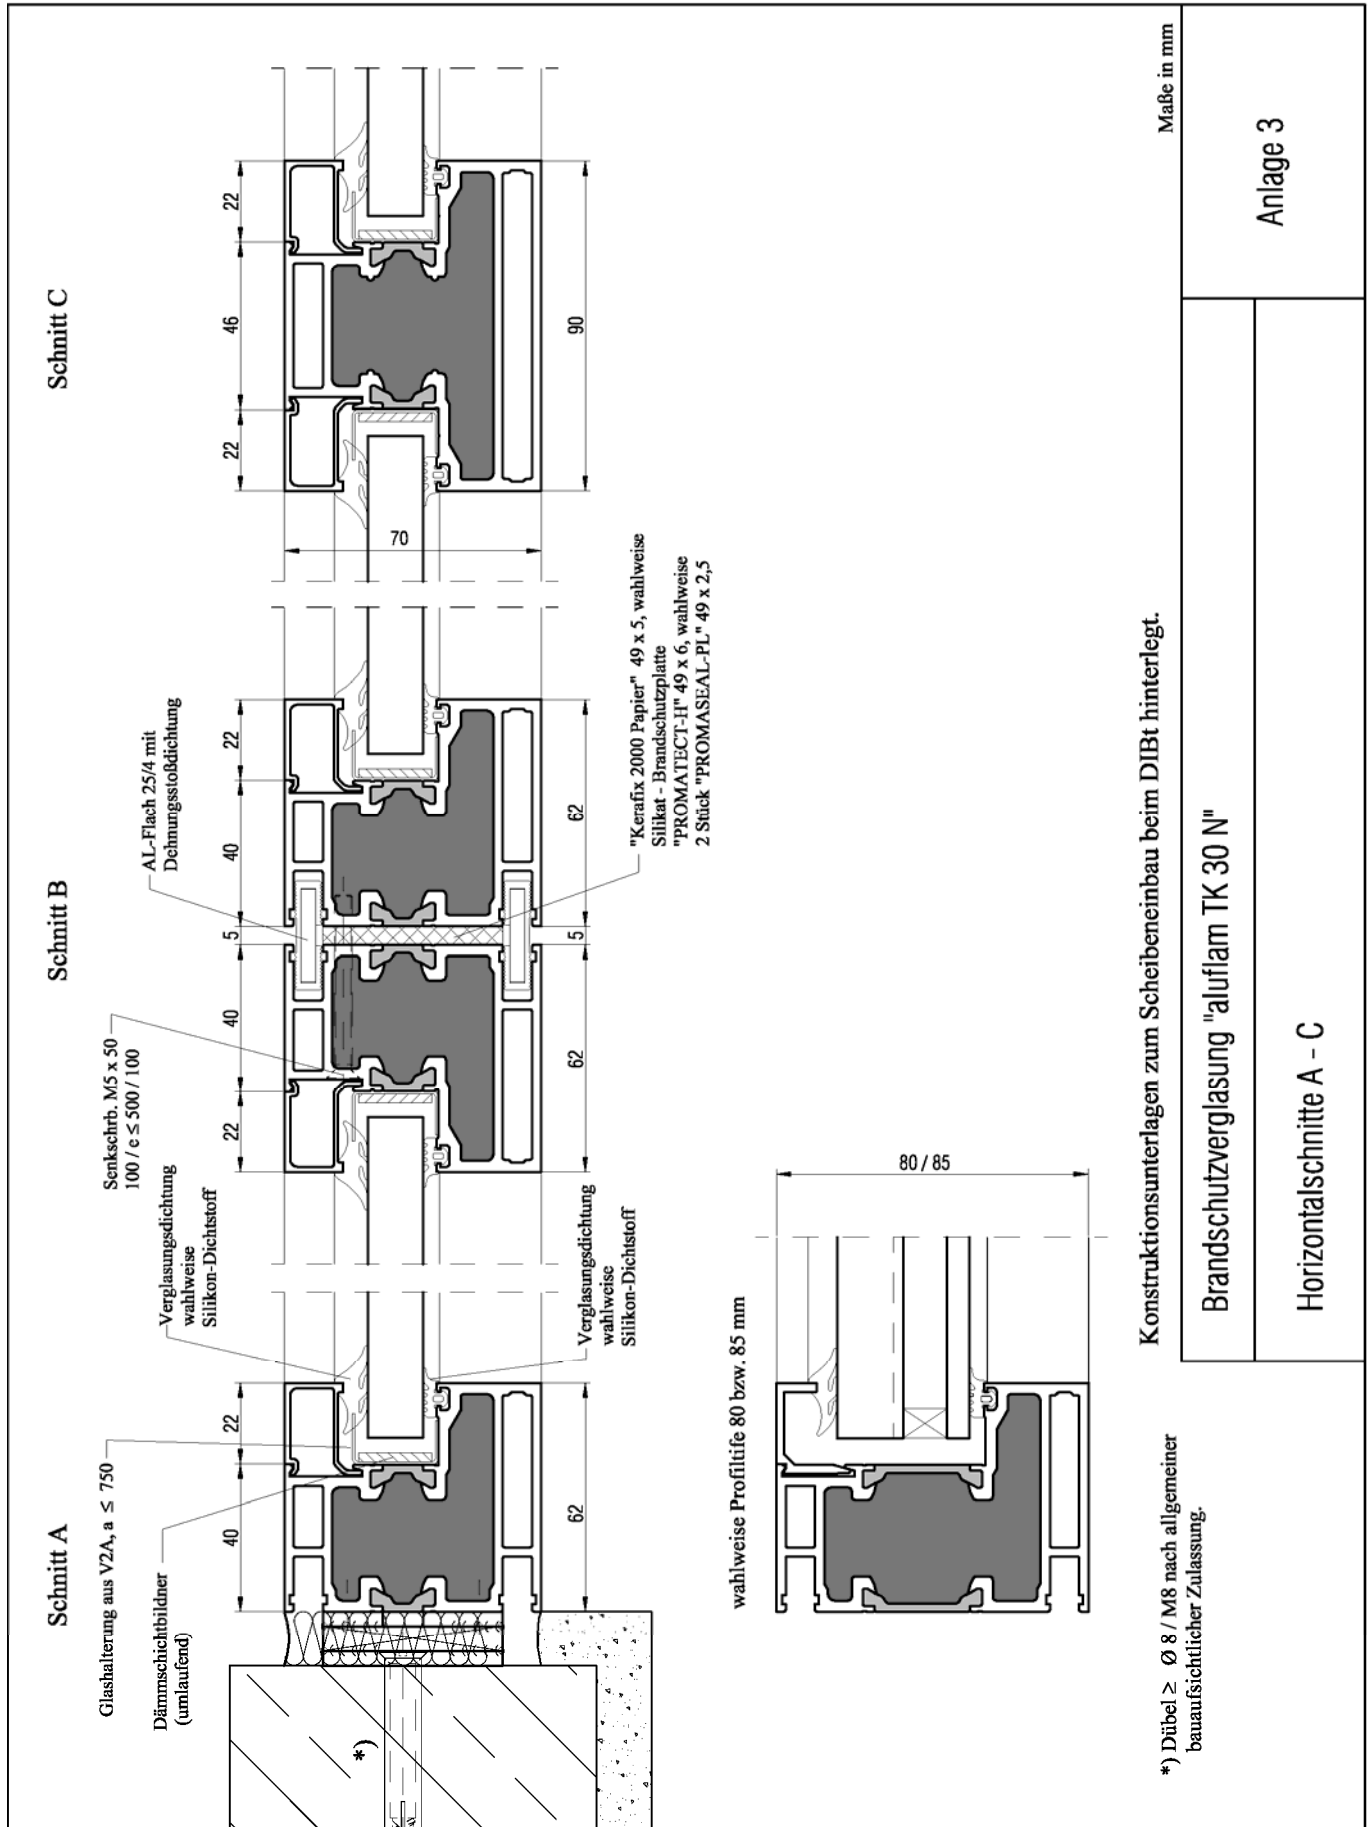 Schnitt A
Schnitt B
Schnitt C
Glashalterung aus V2A, a ≤ 750
Dämmschichtbildner
(umlaufend)
Verglasungsdichtung
wahlweise
Silikon-Dichtstoff
Senkschrb. M5 x 50
100 / e ≤ 500 / 100
AL-Flach 25/4 mit
Dehnungsstoßdichtung
40
22
22
40
5
40
22
22
46
22
70
62
62
5
62
90
Verglasungsdichtung
wahlweise
Silikon-Dichtstoff
"Kerafix 2000 Papier" 49 x 5, wahlweise
Silikat - Brandschutzplatte
"PROMATECT-H" 49 x 6, wahlweise
2 Stück "PROMASEAL-PL" 49 x 2,5
*)
wahlweise Profiltife 80 bzw. 85 mm
80 / 85
*) Dübel ≥ Ø 8 / M8 nach allgemeiner
bauaufsichtlicher Zulassung.
Konstruktionsunterlagen zum Scheibeneinbau beim DIBt hinterlegt.
Maße in mm
Brandschutzverglasung "aluflam TK 30 N"
Horizontalschnitte A - C
Anlage 3